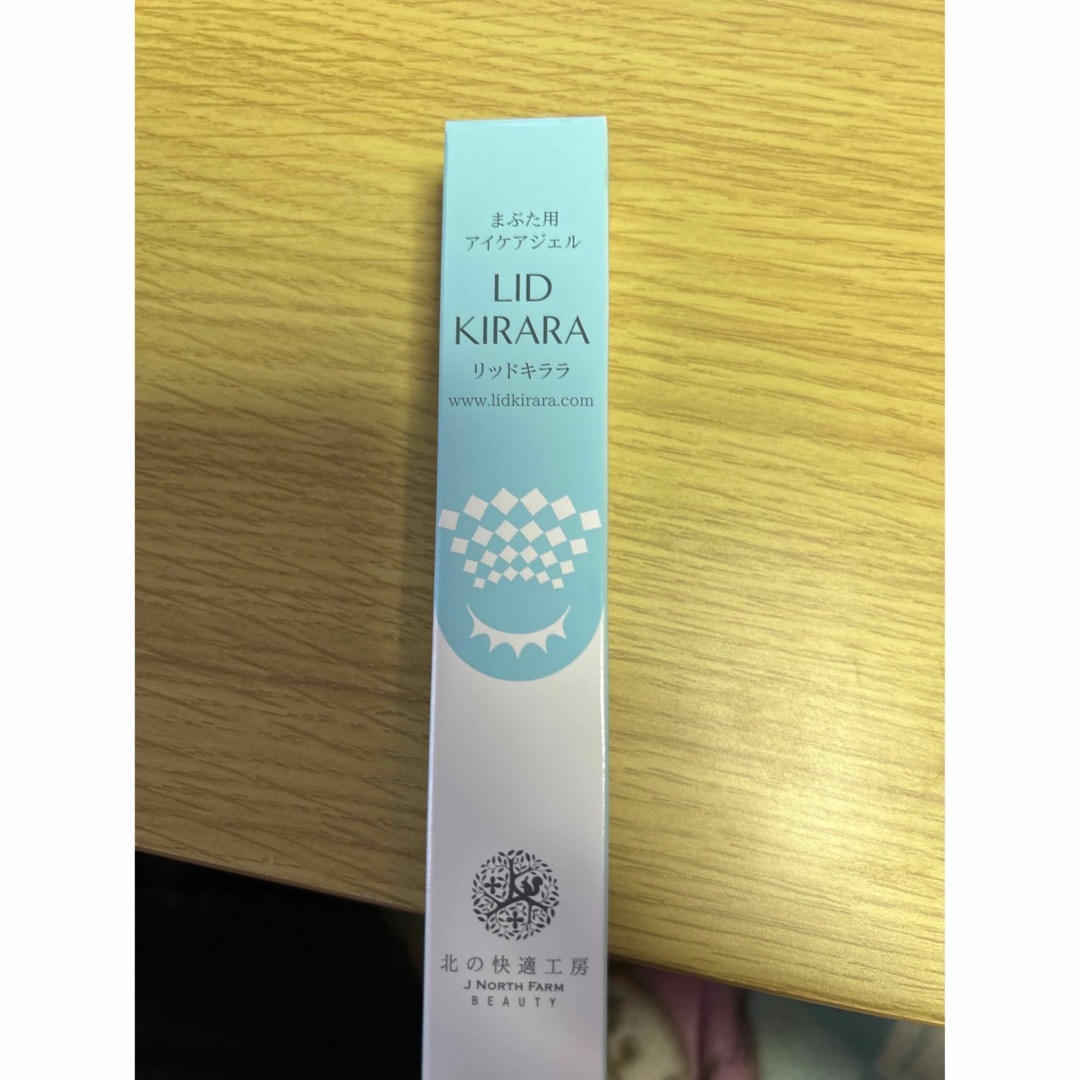 まぶた用
アイケアジェル
LID
KIRARA
リッドキララ
www.lidkirara.com
北の快適工房
J NORTH FARM
BEAUTY